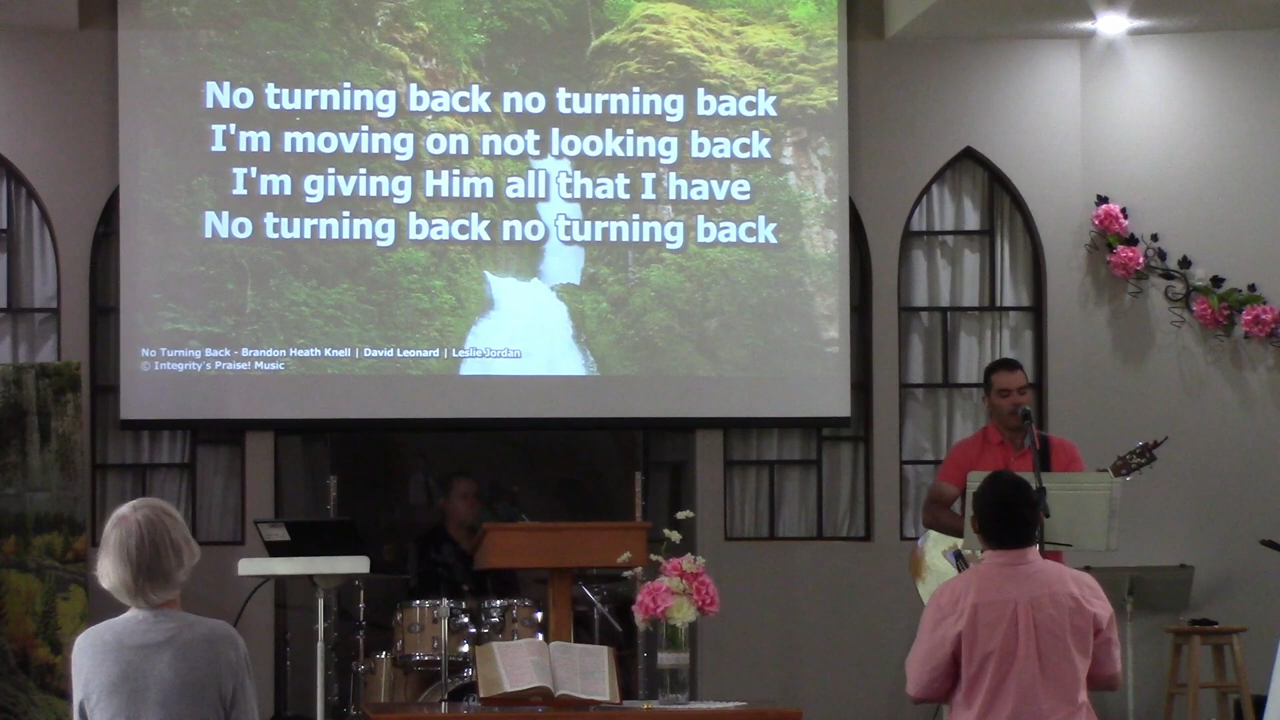 No turning back no turning back
I'm moving on not looking back
I'm giving Him all that I have
No turning back no turning back
No Turning Back - Brandon Heath Knell | David Leonard | Leslie Jordan
© Integrity's Praise! Music